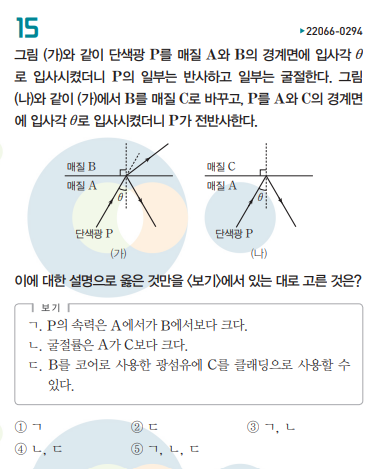 15
▶22066-0294
그림 (가)와 같이 단색광 P를 매질 A와 B의 경계면에 입사각 θ
로 입사시켰더니 P의 일부는 반사하고 일부는 굴절한다. 그림
(나)와 같이 (가)에서 B를 매질 C로 바꾸고, P를 A와 C의 경계면
에 입사각 θ로 입사시켰더니 P가 전반사한다.
매질 B
매질 A
θ
단색광 P
(가)
매질 C
매질 A
θ
단색광 P
(나)
이에 대한 설명으로 옳은 것만을 <보기>에서 있는 대로 고른 것은?
보기
ㄱ. P의 속력은 A에서가 B에서보다 크다.
ㄴ. 굴절률은 A가 C보다 크다.
ㄷ. B를 코어로 사용한 광섬유에 C를 클래딩으로 사용할 수
있다.
① ㄱ ② ㄷ ③ ㄱ, ㄴ
④ ㄴ, ㄷ ⑤ ㄱ, ㄴ, ㄷ